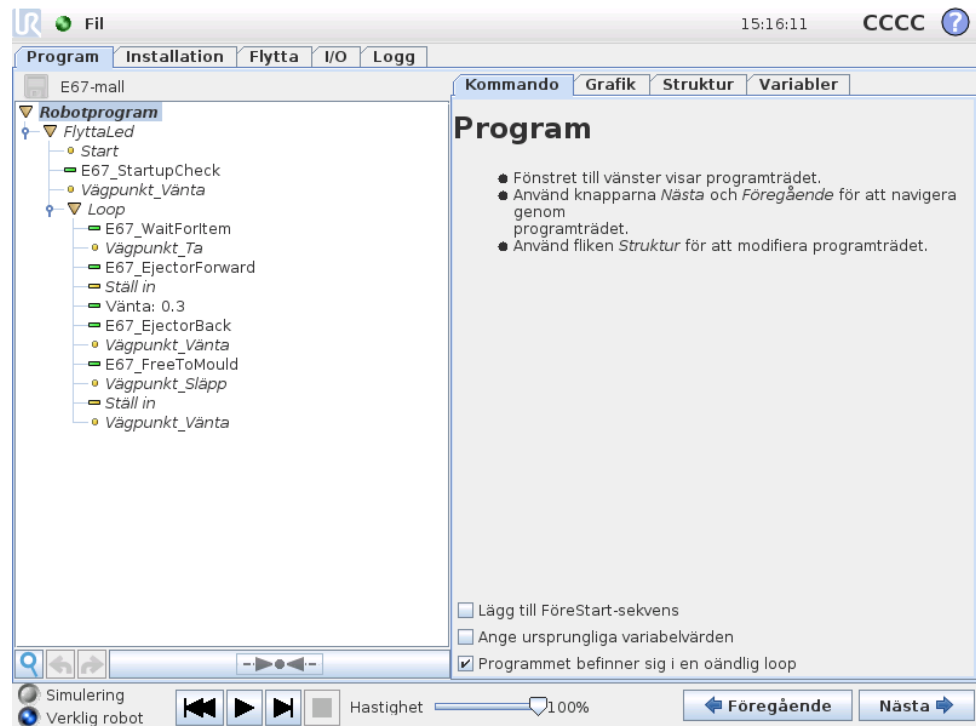 UR
Fil
15:16:11
CCCC
?
Program
Installation
Flytta
I/O
Logg
E67-mall
Robotprogram
FlyttaLed
Start
E67_StartupCheck
Vägpunkt_Vänta
Loop
E67_WaitForItem
Vägpunkt_Ta
E67_EjectorForward
Ställ in
Vänta: 0.3
E67_EjectorBack
Vägpunkt_Vänta
E67_FreeToMould
Vägpunkt_Släpp
Ställ in
Vägpunkt_Vänta
Kommando
Grafik
Struktur
Variabler
Program
Fönstret till vänster visar programträdet.
Använd knapparna Nästa och Föregående för att navigera
genom
programträdet.
Använd fliken Struktur för att modifiera programträdet.
Lägg till FöreStart-sekvens
Ange ursprungliga variabelvärden
Programmet befinner sig i en oändlig loop
Simulering
Verklig robot
Hastighet
100%
Föregående
Nästa